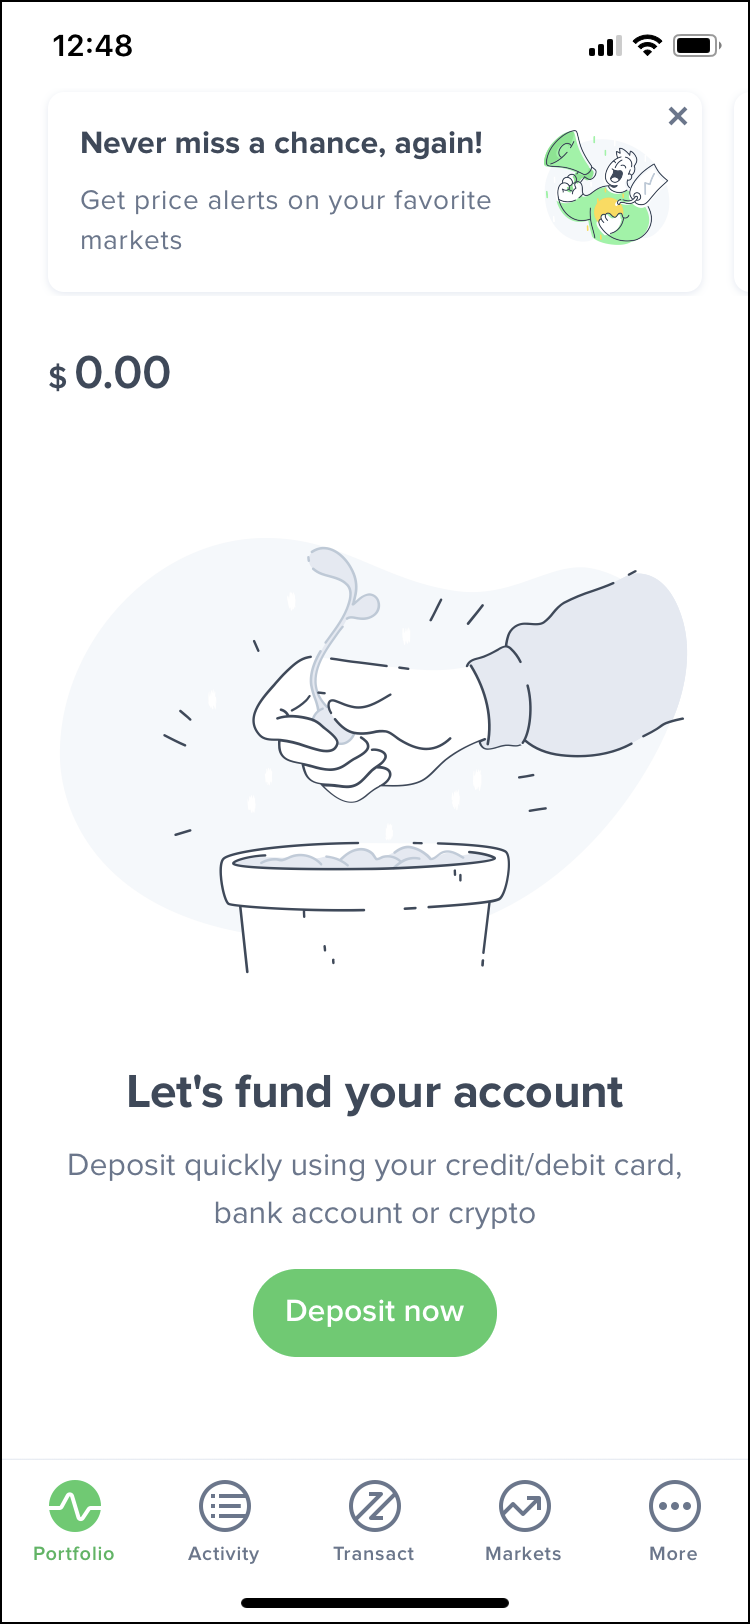 12:48
Never miss a chance, again!
Get price alerts on your favorite
markets
$ 0.00
Let's fund your account
Deposit quickly using your credit/debit card,
bank account or crypto
Deposit now
Portfolio Activity Transact Markets More